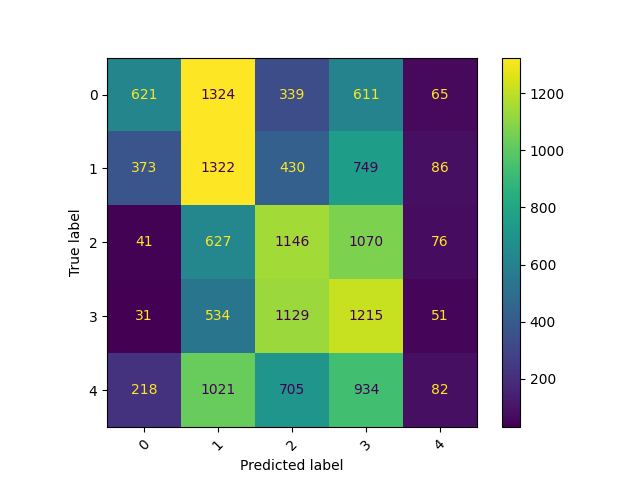 0 621 1324 339 611 65
1 373 1322 430 749 86
2 41 627 1146 1070 76
3 31 534 1129 1215 51
4 218 1021 705 934 82
0 1 2 3 4
True label
Predicted label
1200
1000
800
600
400
200